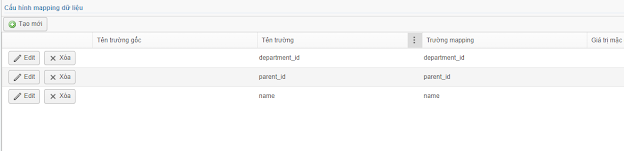 Cấu hình mapping dữ liệu
Tạo mới
Tên trường gốc Tên trường Trường mapping Giá trị mặc
Edit Xóa department_id department_id
Edit Xóa parent_id parent_id
Edit Xóa name name